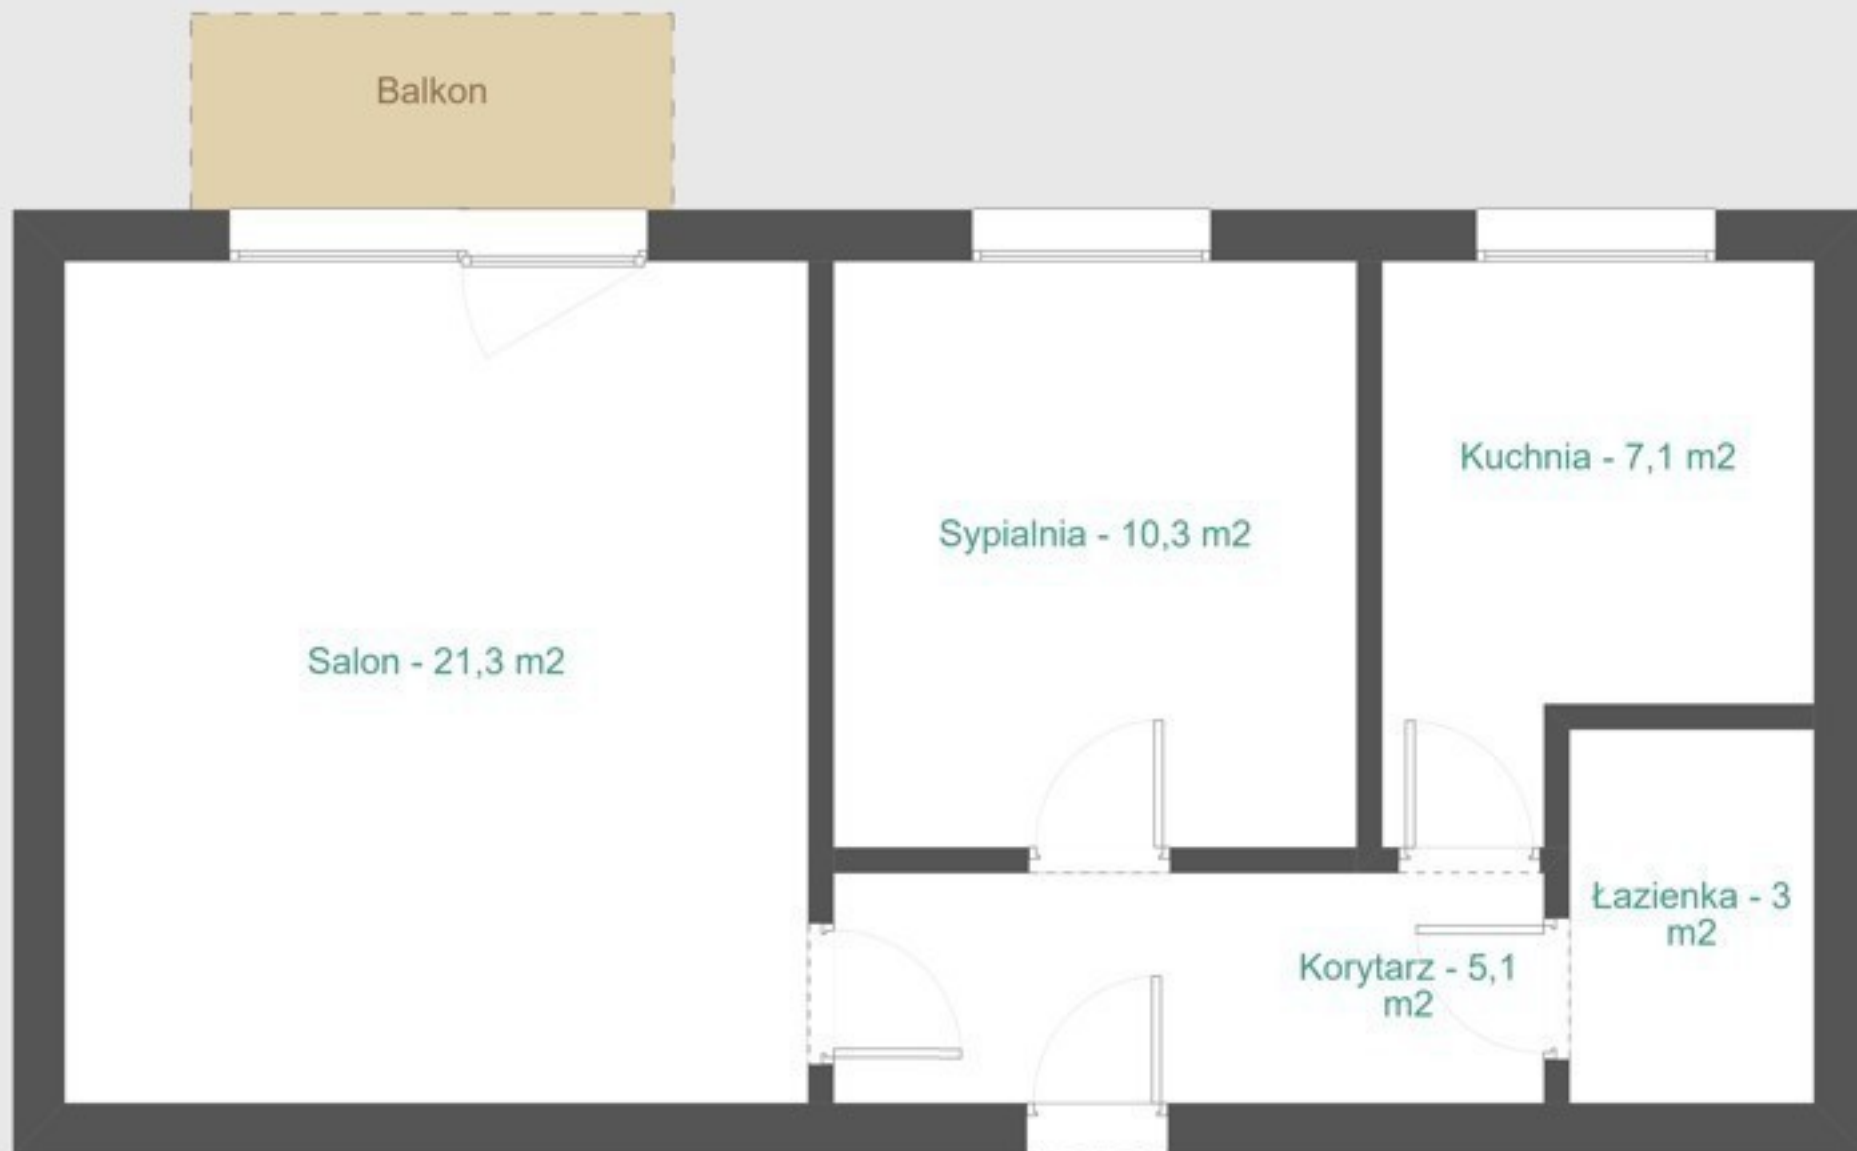 Balkon
Kuchnia - 7,1 m2
Sypialnia - 10,3 m2
Salon - 21,3 m2
Łazienka - 3
m2
Korytarz - 5,1
m2